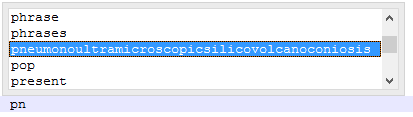 phrase
phrases
pneumonoultramicroscopicsilicovolcanoconiosis
pop
present
pn